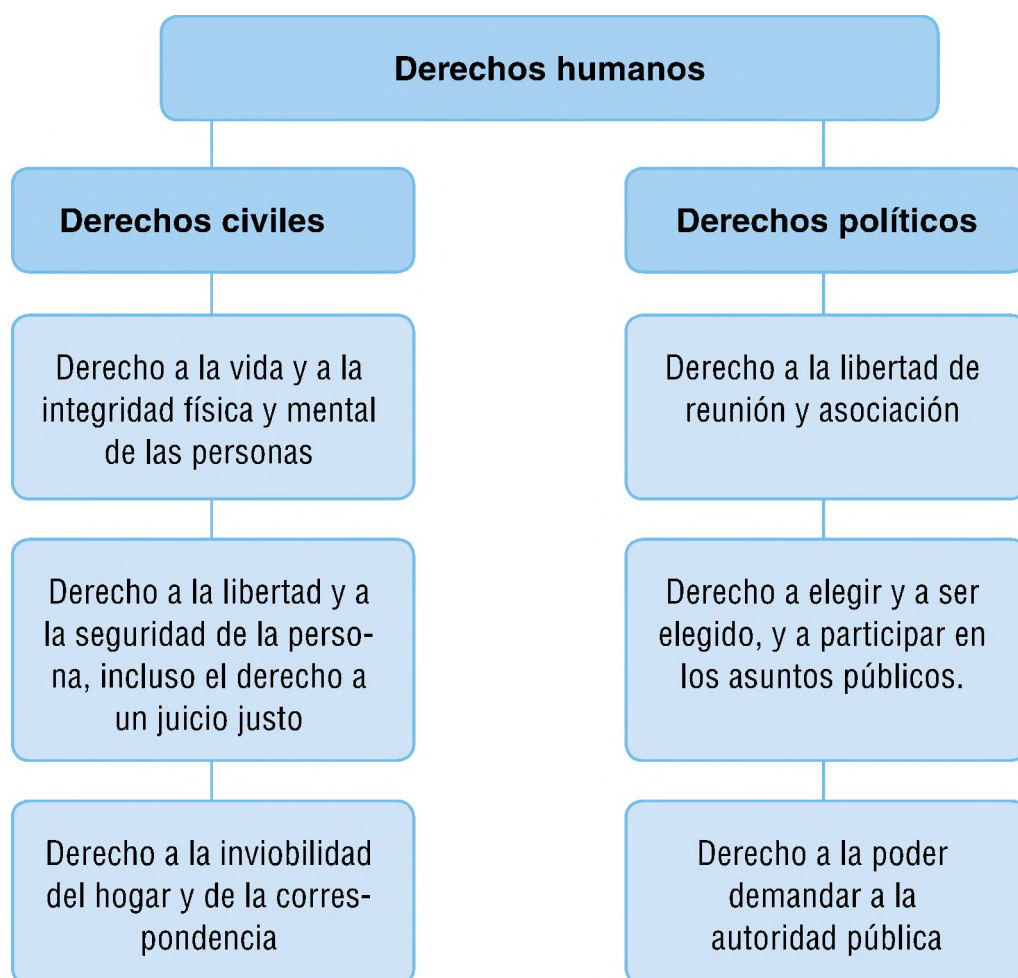 Derechos humanos
Derechos civiles
Derecho a la vida y a la
integridad física y mental
de las personas
Derecho a la libertad y a
la seguridad de la perso-
na, incluso el derecho a
un juicio justo
Derecho a la inviobilidad
del hogar y de la corres-
pondencia
Derechos políticos
Derecho a la libertad de
reunión y asociación
Derecho a elegir y a ser
elegido, y a participar en
los asuntos públicos.
Derecho a la poder
demandar a la
autoridad pública